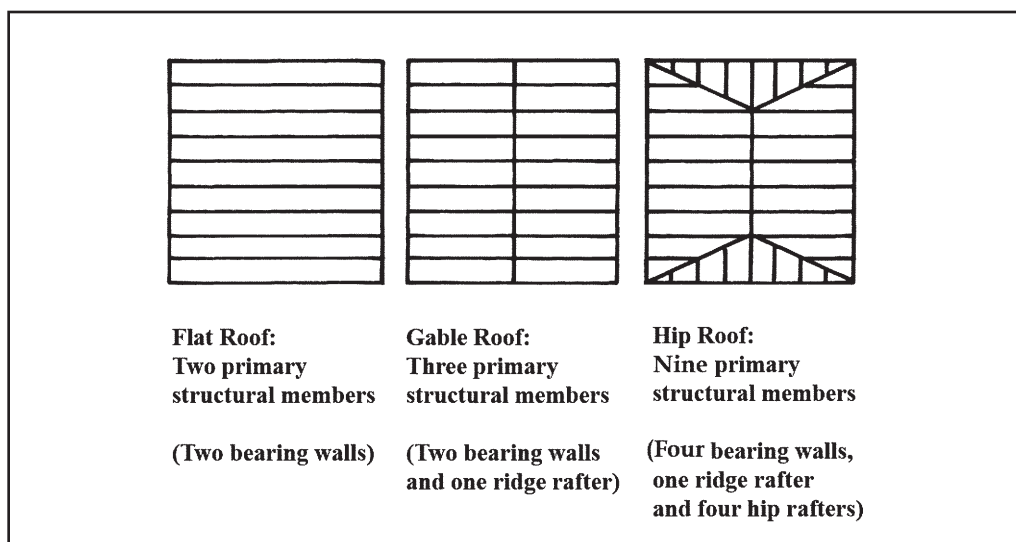 Flat Roof:
Two primary
structural members
(Two bearing walls)
Gable Roof:
Three primary
structural members
(Two bearing walls
and one ridge rafter)
Hip Roof:
Nine primary
structural members
(Four bearing walls,
one ridge rafter
and four hip rafters)